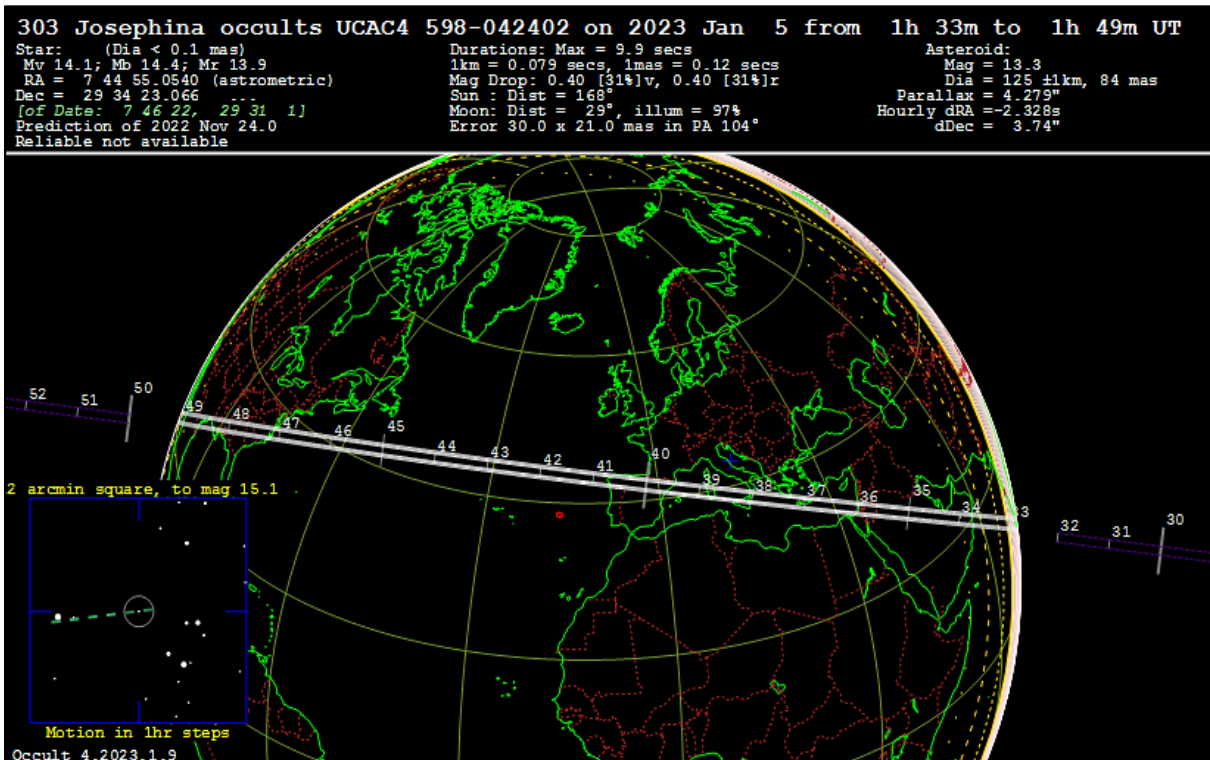 303 Josephina occults UCAC4 598-042402 on 2023 Jan 5 from 1h 33m to 1h 49m UT
Star: (Dia < 0.1 mas)
Mv 14.1; Mb 14.4; Mr 13.9
RA = 7 44 55.0540 (astrometric)
Dec = 29 34 23.066 ...
[of Date: 7 46 22, 29 31 1]
Prediction of 2022 Nov 24.0
Reliable not available
Durations: Max = 9.9 secs
1km = 0.079 secs, 1mas = 0.12 secs
Mag Drop: 0.40 [31%]v, 0.40 [31%]r
Sun : Dist = 168°
Moon: Dist = 29°, illum = 97%
Error 30.0 x 21.0 mas in PA 104°
Asteroid:
Mag = 13.3
Dia = 125 ±1km, 84 mas
Parallax = 4.279"
Hourly dRA =-2.328s
dDec = 3.74"
52 51 50
49 48 47 46 45 44 43 42 41 40 39 38 37 36 35 34 33
32 31 30
2 arcmin square, to mag 15.1
Motion in 1hr steps
Occult 4.2023.1.9